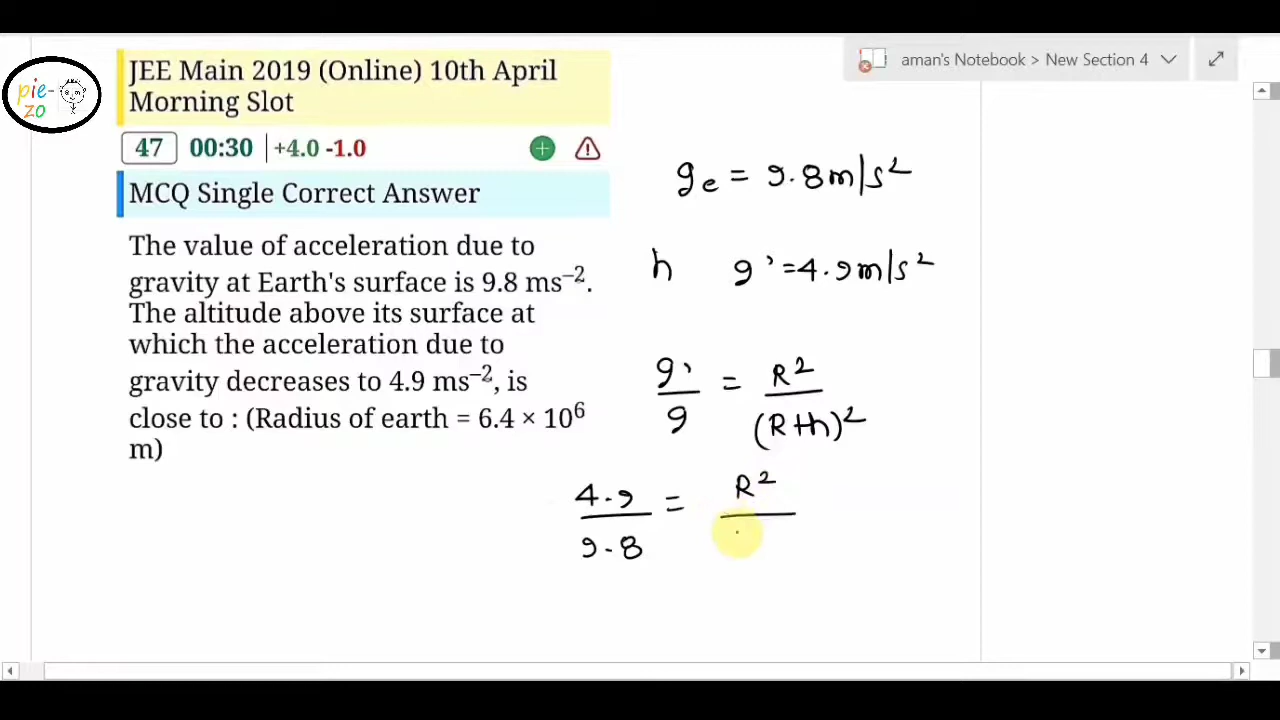 pie-
zo
JEE Main 2019 (Online) 10th April
Morning Slot
47 00:30 +4.0 -1.0
MCQ Single Correct Answer
The value of acceleration due to
gravity at Earth's surface is 9.8 ms⁻².
The altitude above its surface at
which the acceleration due to
gravity decreases to 4.9 ms⁻², is
close to : (Radius of earth = 6.4 × 10⁶
m)
aman's Notebook > New Section 4
gₑ = 9.8m/s²
h g' = 4.9m/s²
g'/g = R²/(R+h)²
4.9/9.8 = R²/